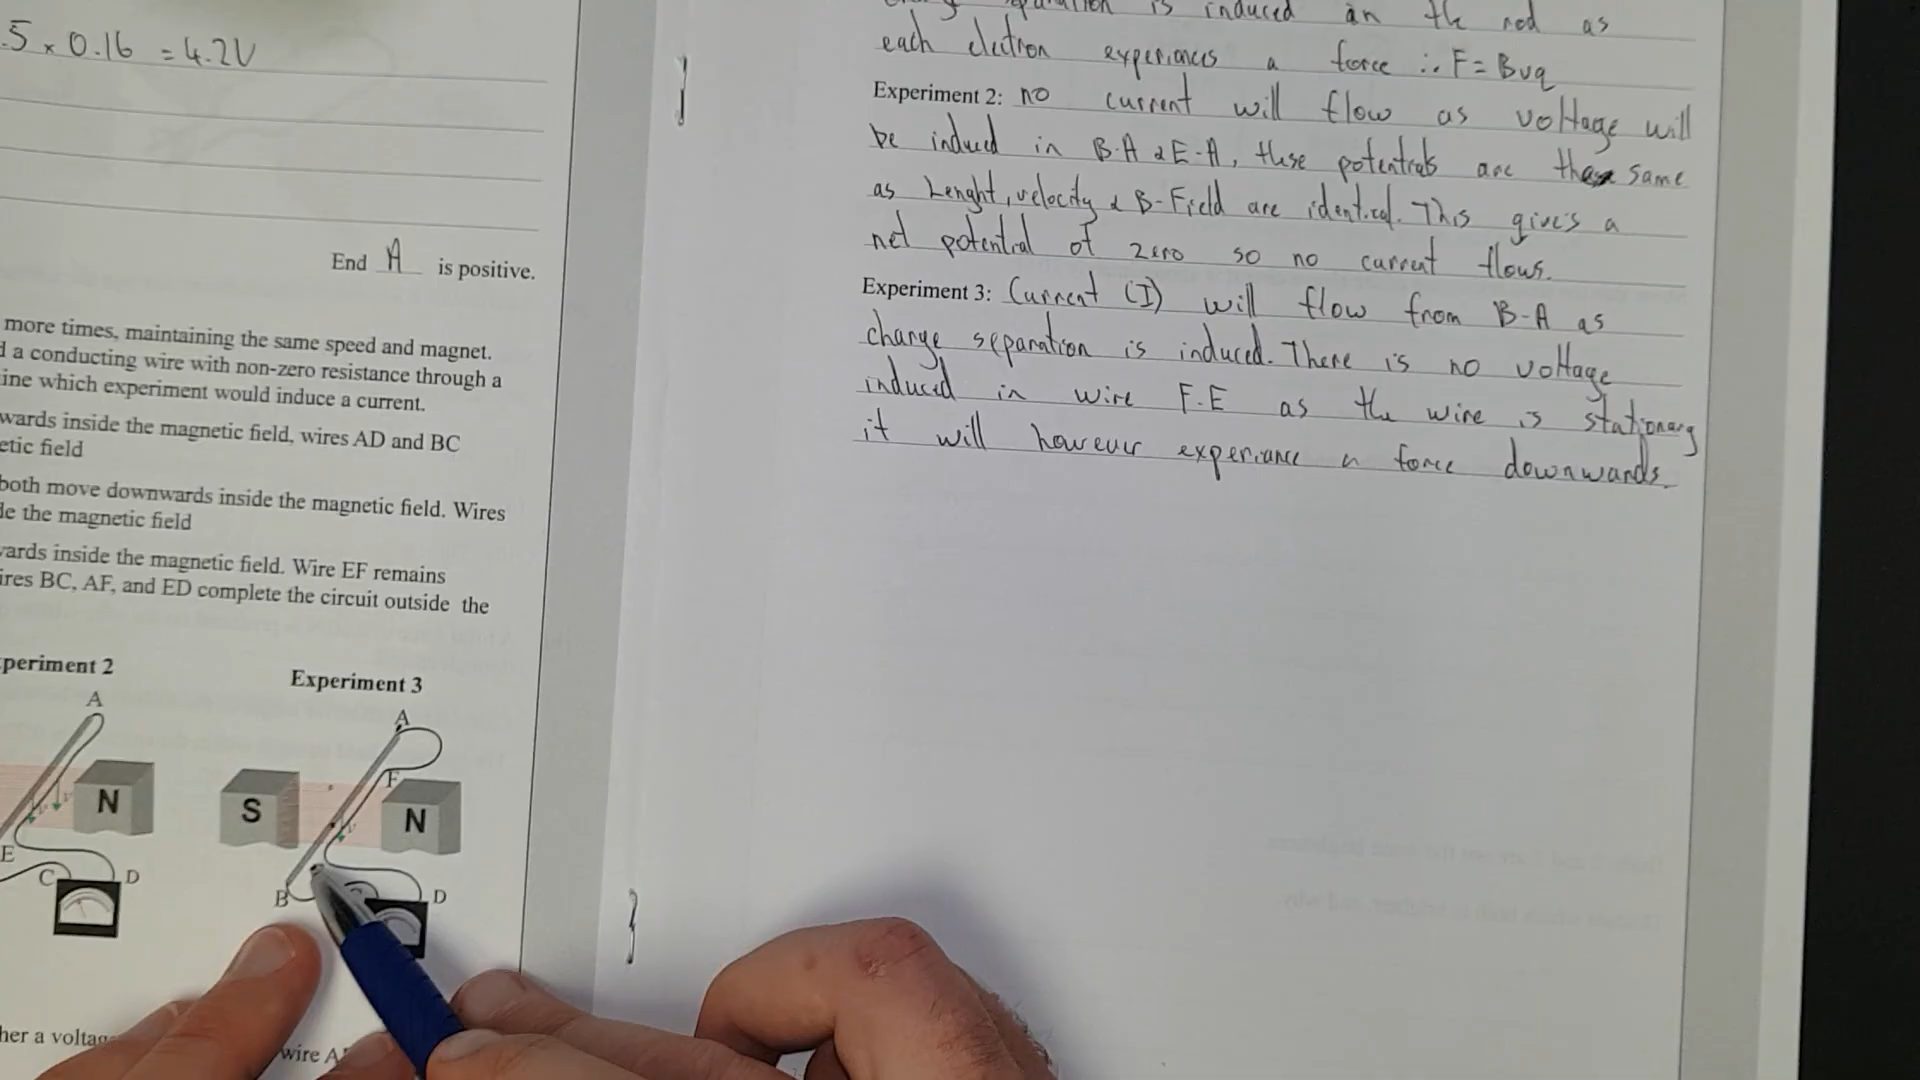 .5 × 0.16 = 4.2V
End A is positive.
more times, maintaining the same speed and magnet.
a conducting wire with non-zero resistance through a
ine which experiment would induce a current.
wards inside the magnetic field, wires AD and BC
etic field
both move downwards inside the magnetic field. Wires
de the magnetic field
wards inside the magnetic field. Wire EF remains
ires BC, AF, and ED complete the circuit outside the
periment 2
A
N
E
C
D
Experiment 3
A
F
S
N
B
D
her a voltag
wire A
is induced an the rod as
each electron experiances a force ∴ F = Bvq
Experiment 2: no current will flow as voltage will
be induced in B-A & E-A, these potentials are same
as Lenght, velocity & B-Field are identical. This gives a
net potential of zero so no current flows.
Experiment 3: Current (I) will flow from B-A as
charge separation is induced. There is no voltage
induced in wire F-E as the wire is stationary
it will however experiance a force downwards.